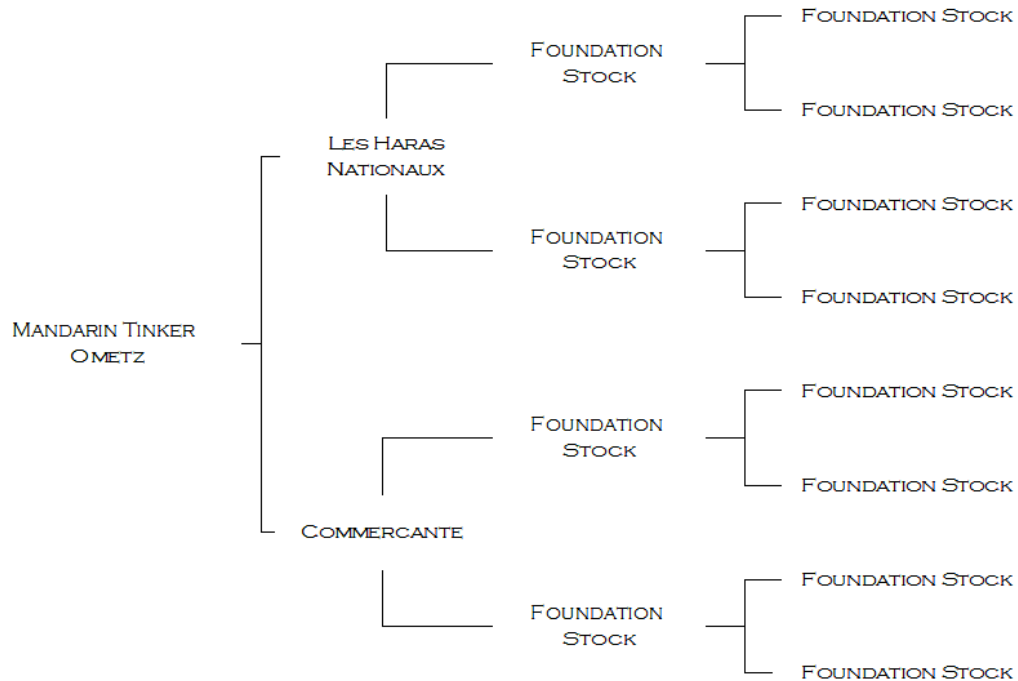 Foundation Stock
Foundation
Stock
Foundation Stock
Les Haras
Nationaux
Foundation Stock
Foundation
Stock
Foundation Stock
Mandarin Tinker
Ometz
Foundation Stock
Foundation
Stock
Foundation Stock
Commercante
Foundation Stock
Foundation
Stock
Foundation Stock